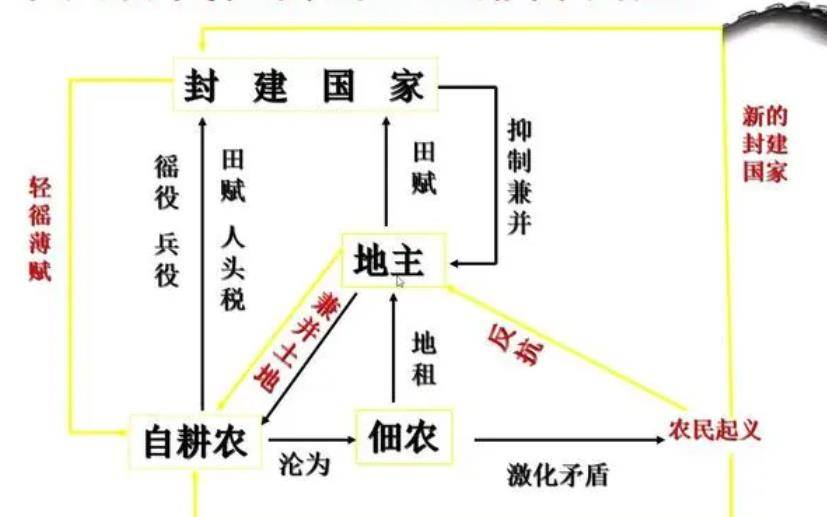 封建国家
新的
封建
国家
轻徭薄赋
徭役 兵役
田赋 人头税
田赋
抑制兼并
地主
兼并土地
地租
反抗
自耕农
沦为
佃农
激化矛盾
农民起义